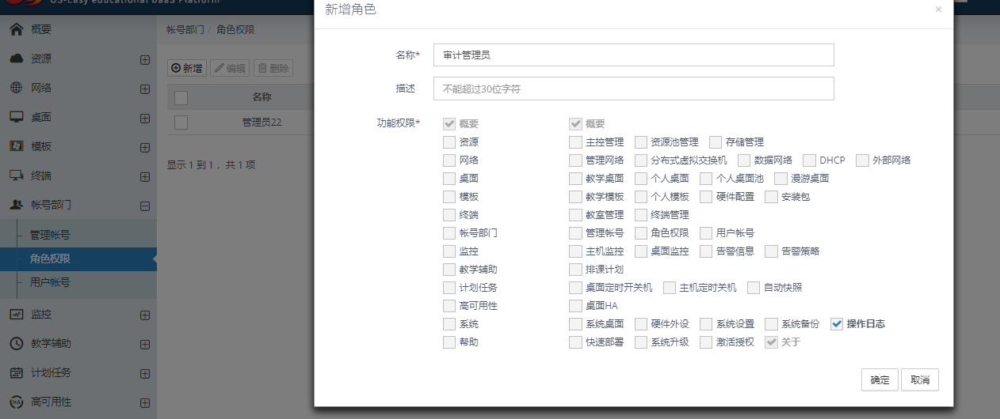 OS-Easy educational DaaS Platform
概要
资源
网络
桌面
模板
终端
帐号部门
管理帐号
角色权限
用户帐号
监控
教学辅助
计划任务
高可用性
帐号部门 / 角色权限
新增 编辑 删除
名称
管理员22
显示 1 到 1， 共 1 项
新增角色 ×
名称* 审计管理员
描述 不能超过30位字符
功能权限* 概要 概要
资源 主控管理 资源池管理 存储管理
网络 管理网络 分布式虚拟交换机 数据网络 DHCP 外部网络
桌面 教学桌面 个人桌面 个人桌面池 漫游桌面
模板 教学模板 个人模板 硬件配置 安装包
终端 教室管理 终端管理
帐号部门 管理帐号 角色权限 用户帐号
监控 主机监控 桌面监控 告警信息 告警策略
教学辅助 排课计划
计划任务 桌面定时开关机 主机定时关机 自动快照
高可用性 桌面HA
系统 系统桌面 硬件外设 系统设置 系统备份 操作日志
帮助 快速部署 系统升级 激活授权 关于
确定 取消